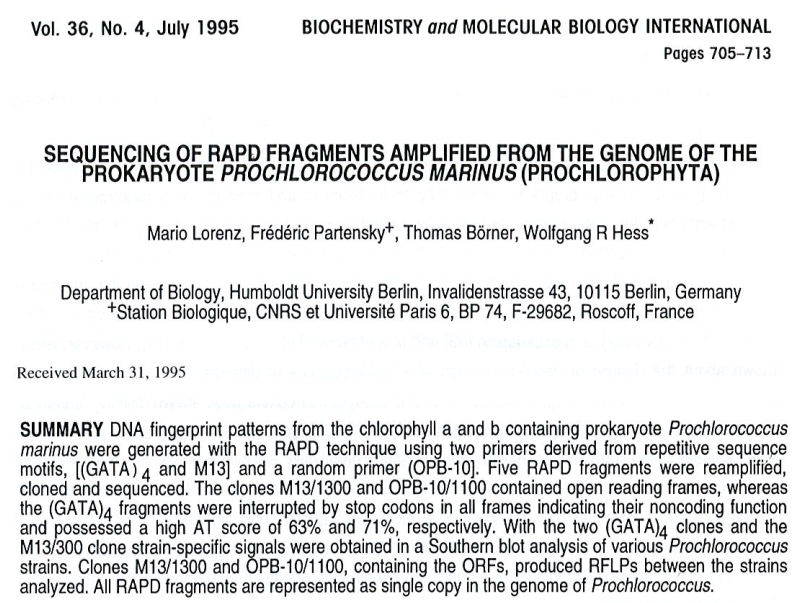 Vol. 36, No. 4, July 1995 BIOCHEMISTRY and MOLECULAR BIOLOGY INTERNATIONAL
Pages 705–713
SEQUENCING OF RAPD FRAGMENTS AMPLIFIED FROM THE GENOME OF THE
PROKARYOTE PROCHLOROCOCCUS MARINUS (PROCHLOROPHYTA)
Mario Lorenz, Frédéric Partensky+, Thomas Börner, Wolfgang R Hess*
Department of Biology, Humboldt University Berlin, Invalidenstrasse 43, 10115 Berlin, Germany
+Station Biologique, CNRS et Université Paris 6, BP 74, F-29682, Roscoff, France
Received March 31, 1995
SUMMARY DNA fingerprint patterns from the chlorophyll a and b containing prokaryote Prochlorococcus
marinus were generated with the RAPD technique using two primers derived from repetitive sequence
motifs, [(GATA)4 and M13] and a random primer (OPB-10]. Five RAPD fragments were reamplified,
cloned and sequenced. The clones M13/1300 and OPB-10/1100 contained open reading frames, whereas
the (GATA)4 fragments were interrupted by stop codons in all frames indicating their noncoding function
and possessed a high AT score of 63% and 71%, respectively. With the two (GATA)4 clones and the
M13/300 clone strain-specific signals were obtained in a Southern blot analysis of various Prochlorococcus
strains. Clones M13/1300 and OPB-10/1100, containing the ORFs, produced RFLPs between the strains
analyzed. All RAPD fragments are represented as single copy in the genome of Prochlorococcus.